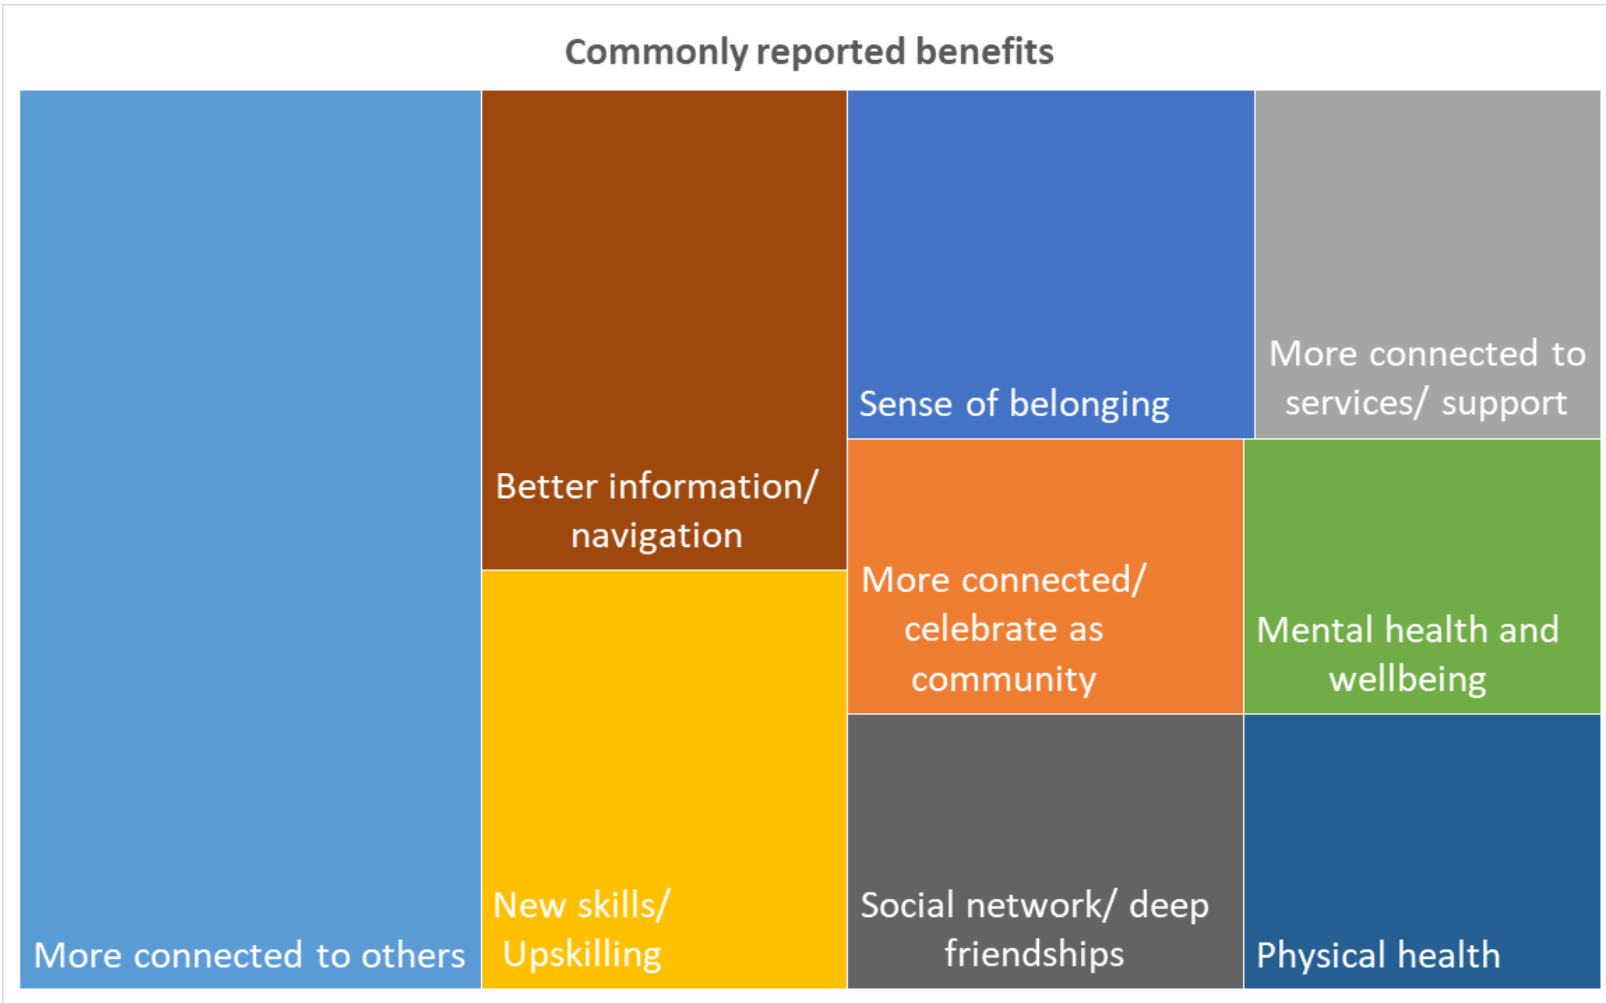 Commonly reported benefits
More connected to others
Better information/
navigation
New skills/
Upskilling
Sense of belonging
More connected to
services/ support
More connected/
celebrate as
community
Mental health and
wellbeing
Social network/ deep
friendships
Physical health